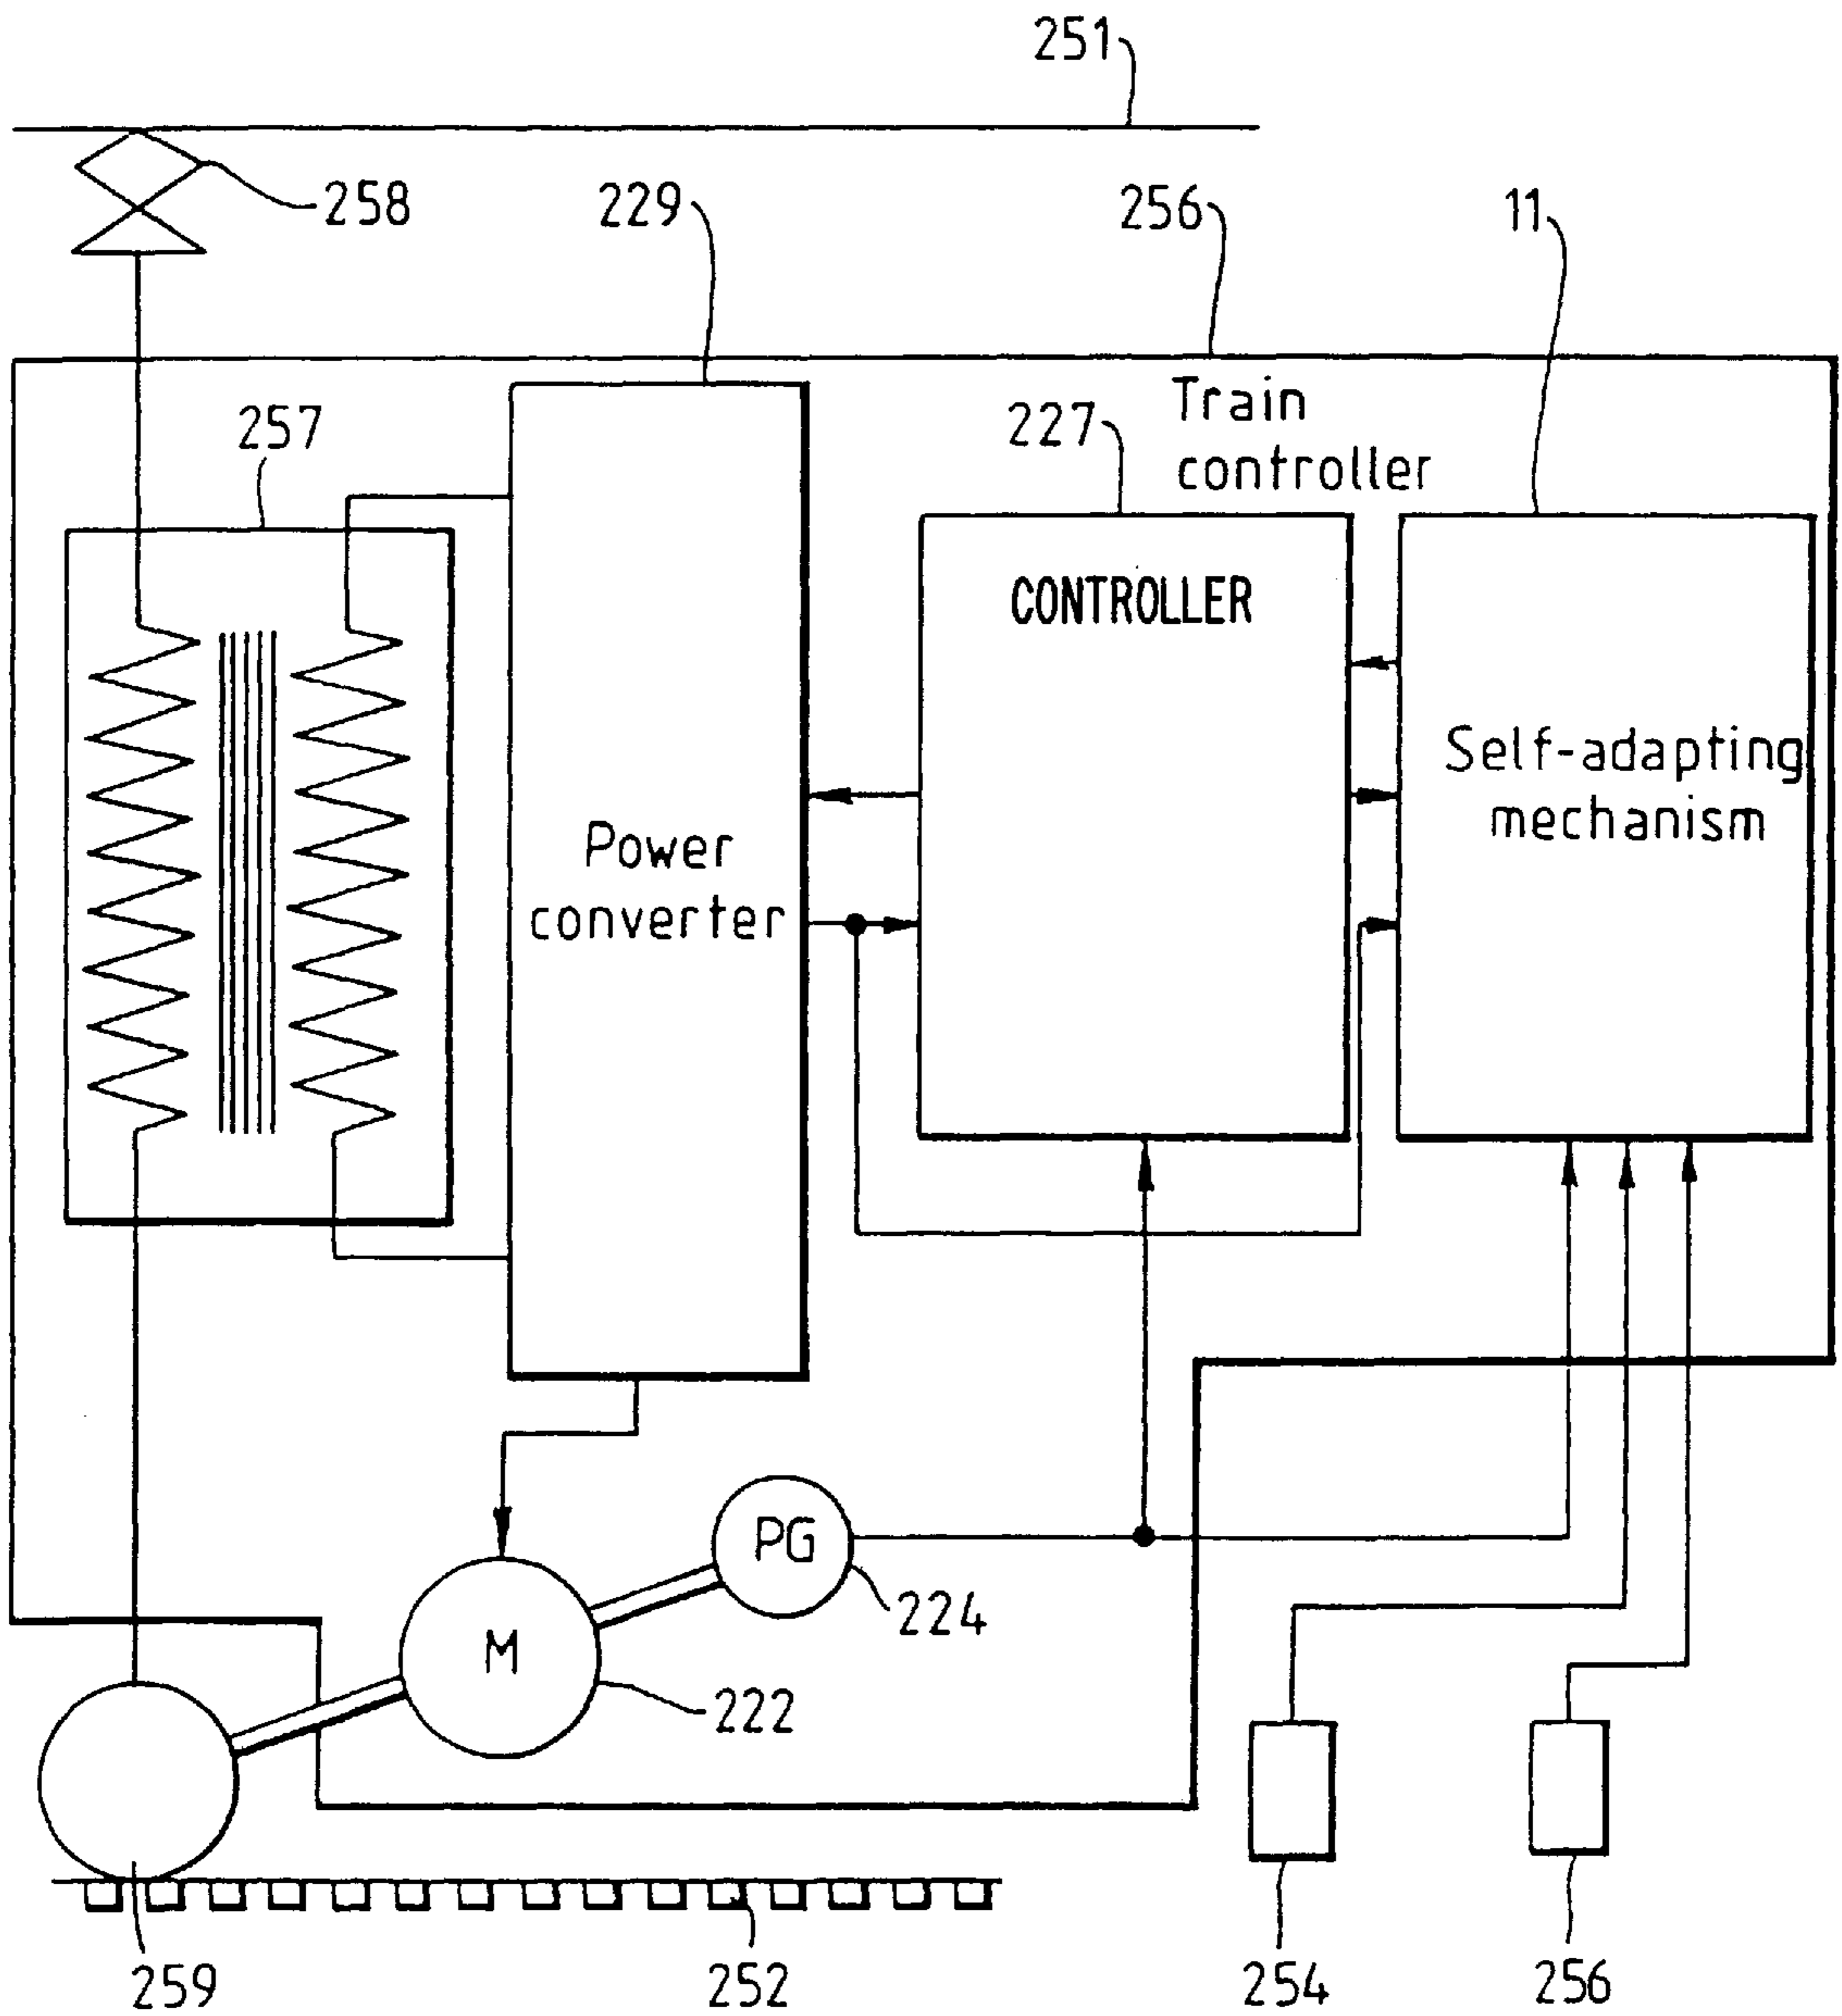 251
258
229
256
11
257
227
Train
controller
CONTROLLER
Self-adapting
mechanism
Power
converter
PG
224
M
222
259
252
254
256